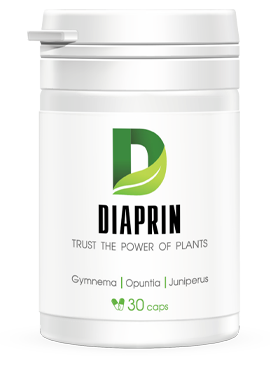 D
DIAPRIN
TRUST THE POWER OF PLANTS
Gymnema | Opuntia | Juniperus
30 caps